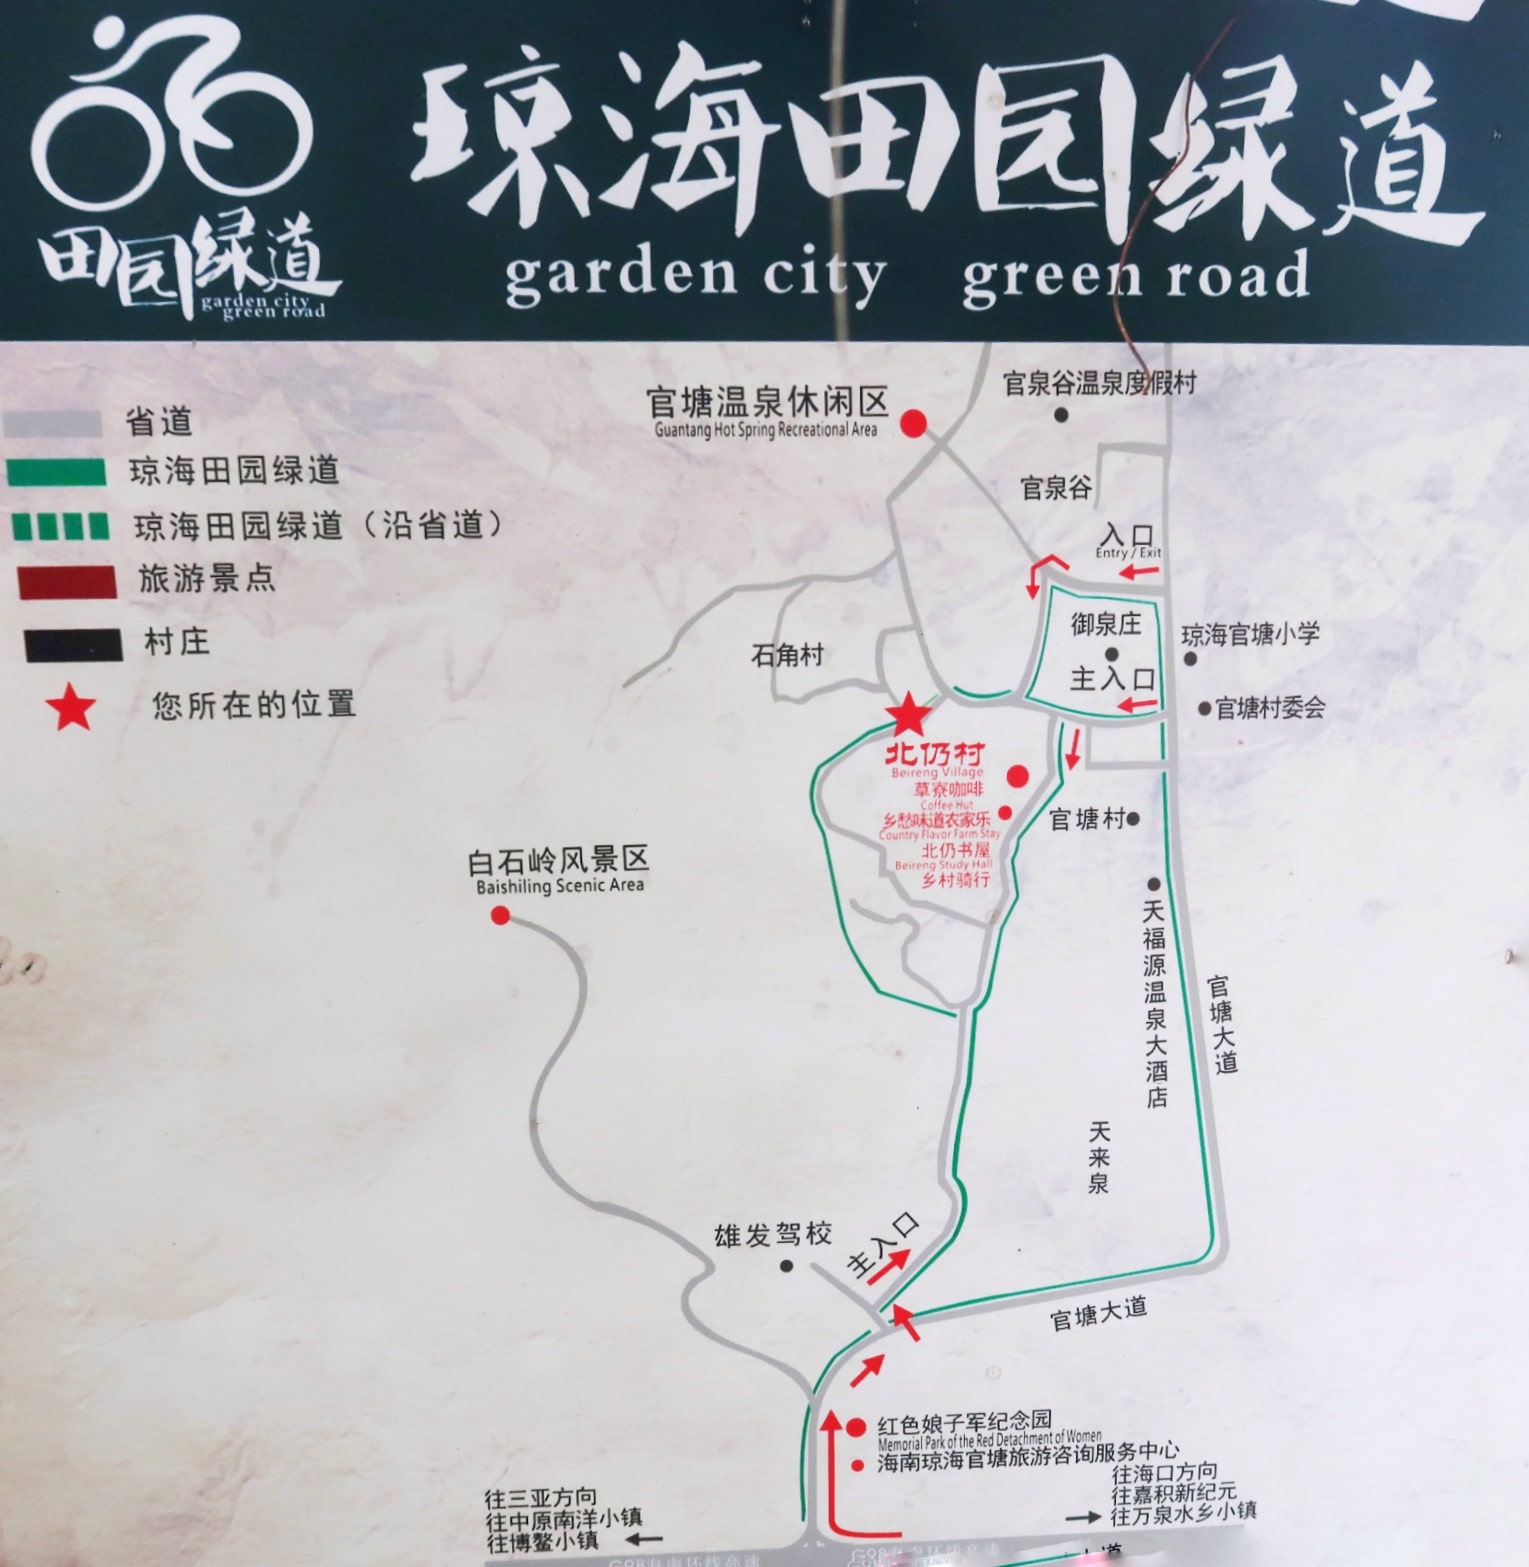 琼海田园绿道
garden city green road
田园绿道
garden city
green road
省道
琼海田园绿道
琼海田园绿道（沿省道）
旅游景点
村庄
您所在的位置
官塘温泉休闲区
Guantang Hot Spring Recreational Area
官泉谷温泉度假村
官泉谷
入口
Entry / Exit
御泉庄
琼海官塘小学
主入口
官塘村委会
石角村
北仍村
Beireng Village
草寮咖啡
Coffee Hut
乡愁味道农家乐
Country Flavor Farm Stay
北仍书屋
Beireng Study Hall
乡村骑行
官塘村
白石岭风景区
Baishiling Scenic Area
天福源温泉大酒店
官塘大道
天来泉
雄发驾校
主入口
官塘大道
红色娘子军纪念园
Memorial Park of the Red Detachment of Women
海南琼海官塘旅游咨询服务中心
往三亚方向
往中原南洋小镇
往博鳌小镇
往海口方向
往嘉积新纪元
往万泉水乡小镇
G98海南环线高速